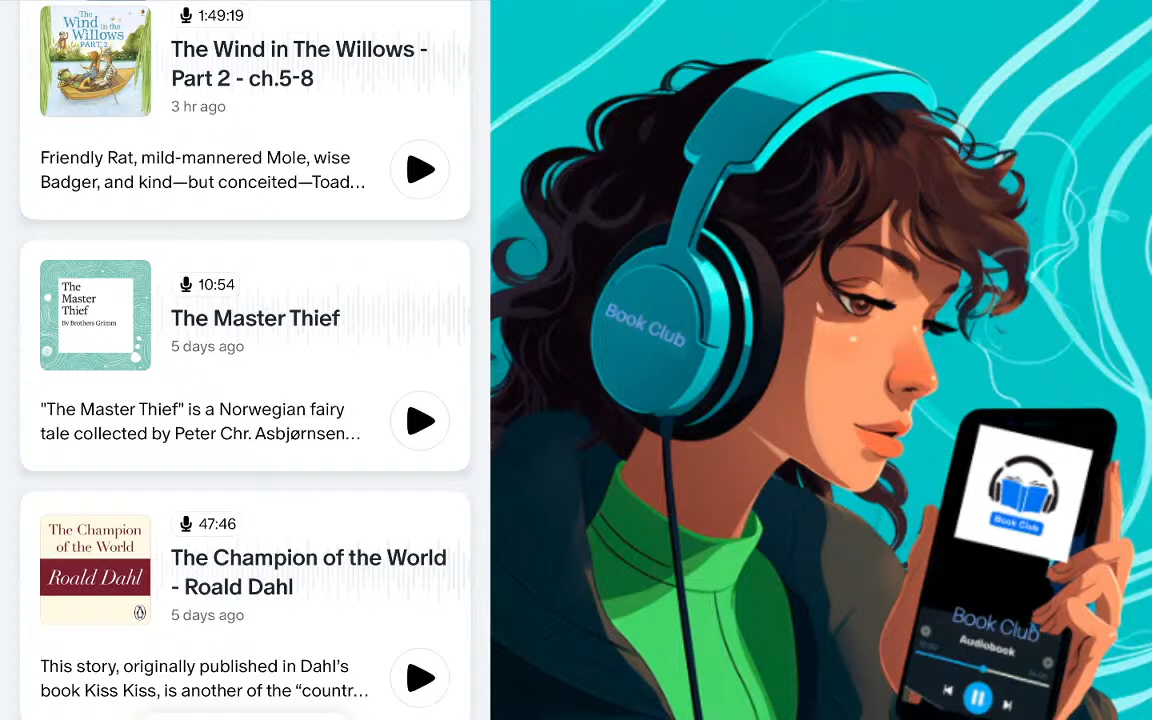 The
Wind in the
Willows
PART 2
1:49:19
The Wind in The Willows -
Part 2 - ch.5-8
3 hr ago
Friendly Rat, mild-mannered Mole, wise
Badger, and kind—but conceited—Toad...
The
Master
Thief
By Brothers Grimm
10:54
The Master Thief
5 days ago
"The Master Thief" is a Norwegian fairy
tale collected by Peter Chr. Asbjørnsen...
The Champion
of the World
Roald Dahl
47:46
The Champion of the World
- Roald Dahl
5 days ago
This story, originally published in Dahl's
book Kiss Kiss, is another of the “countr...
Book Club
Book Club
Book Club
Audiobook